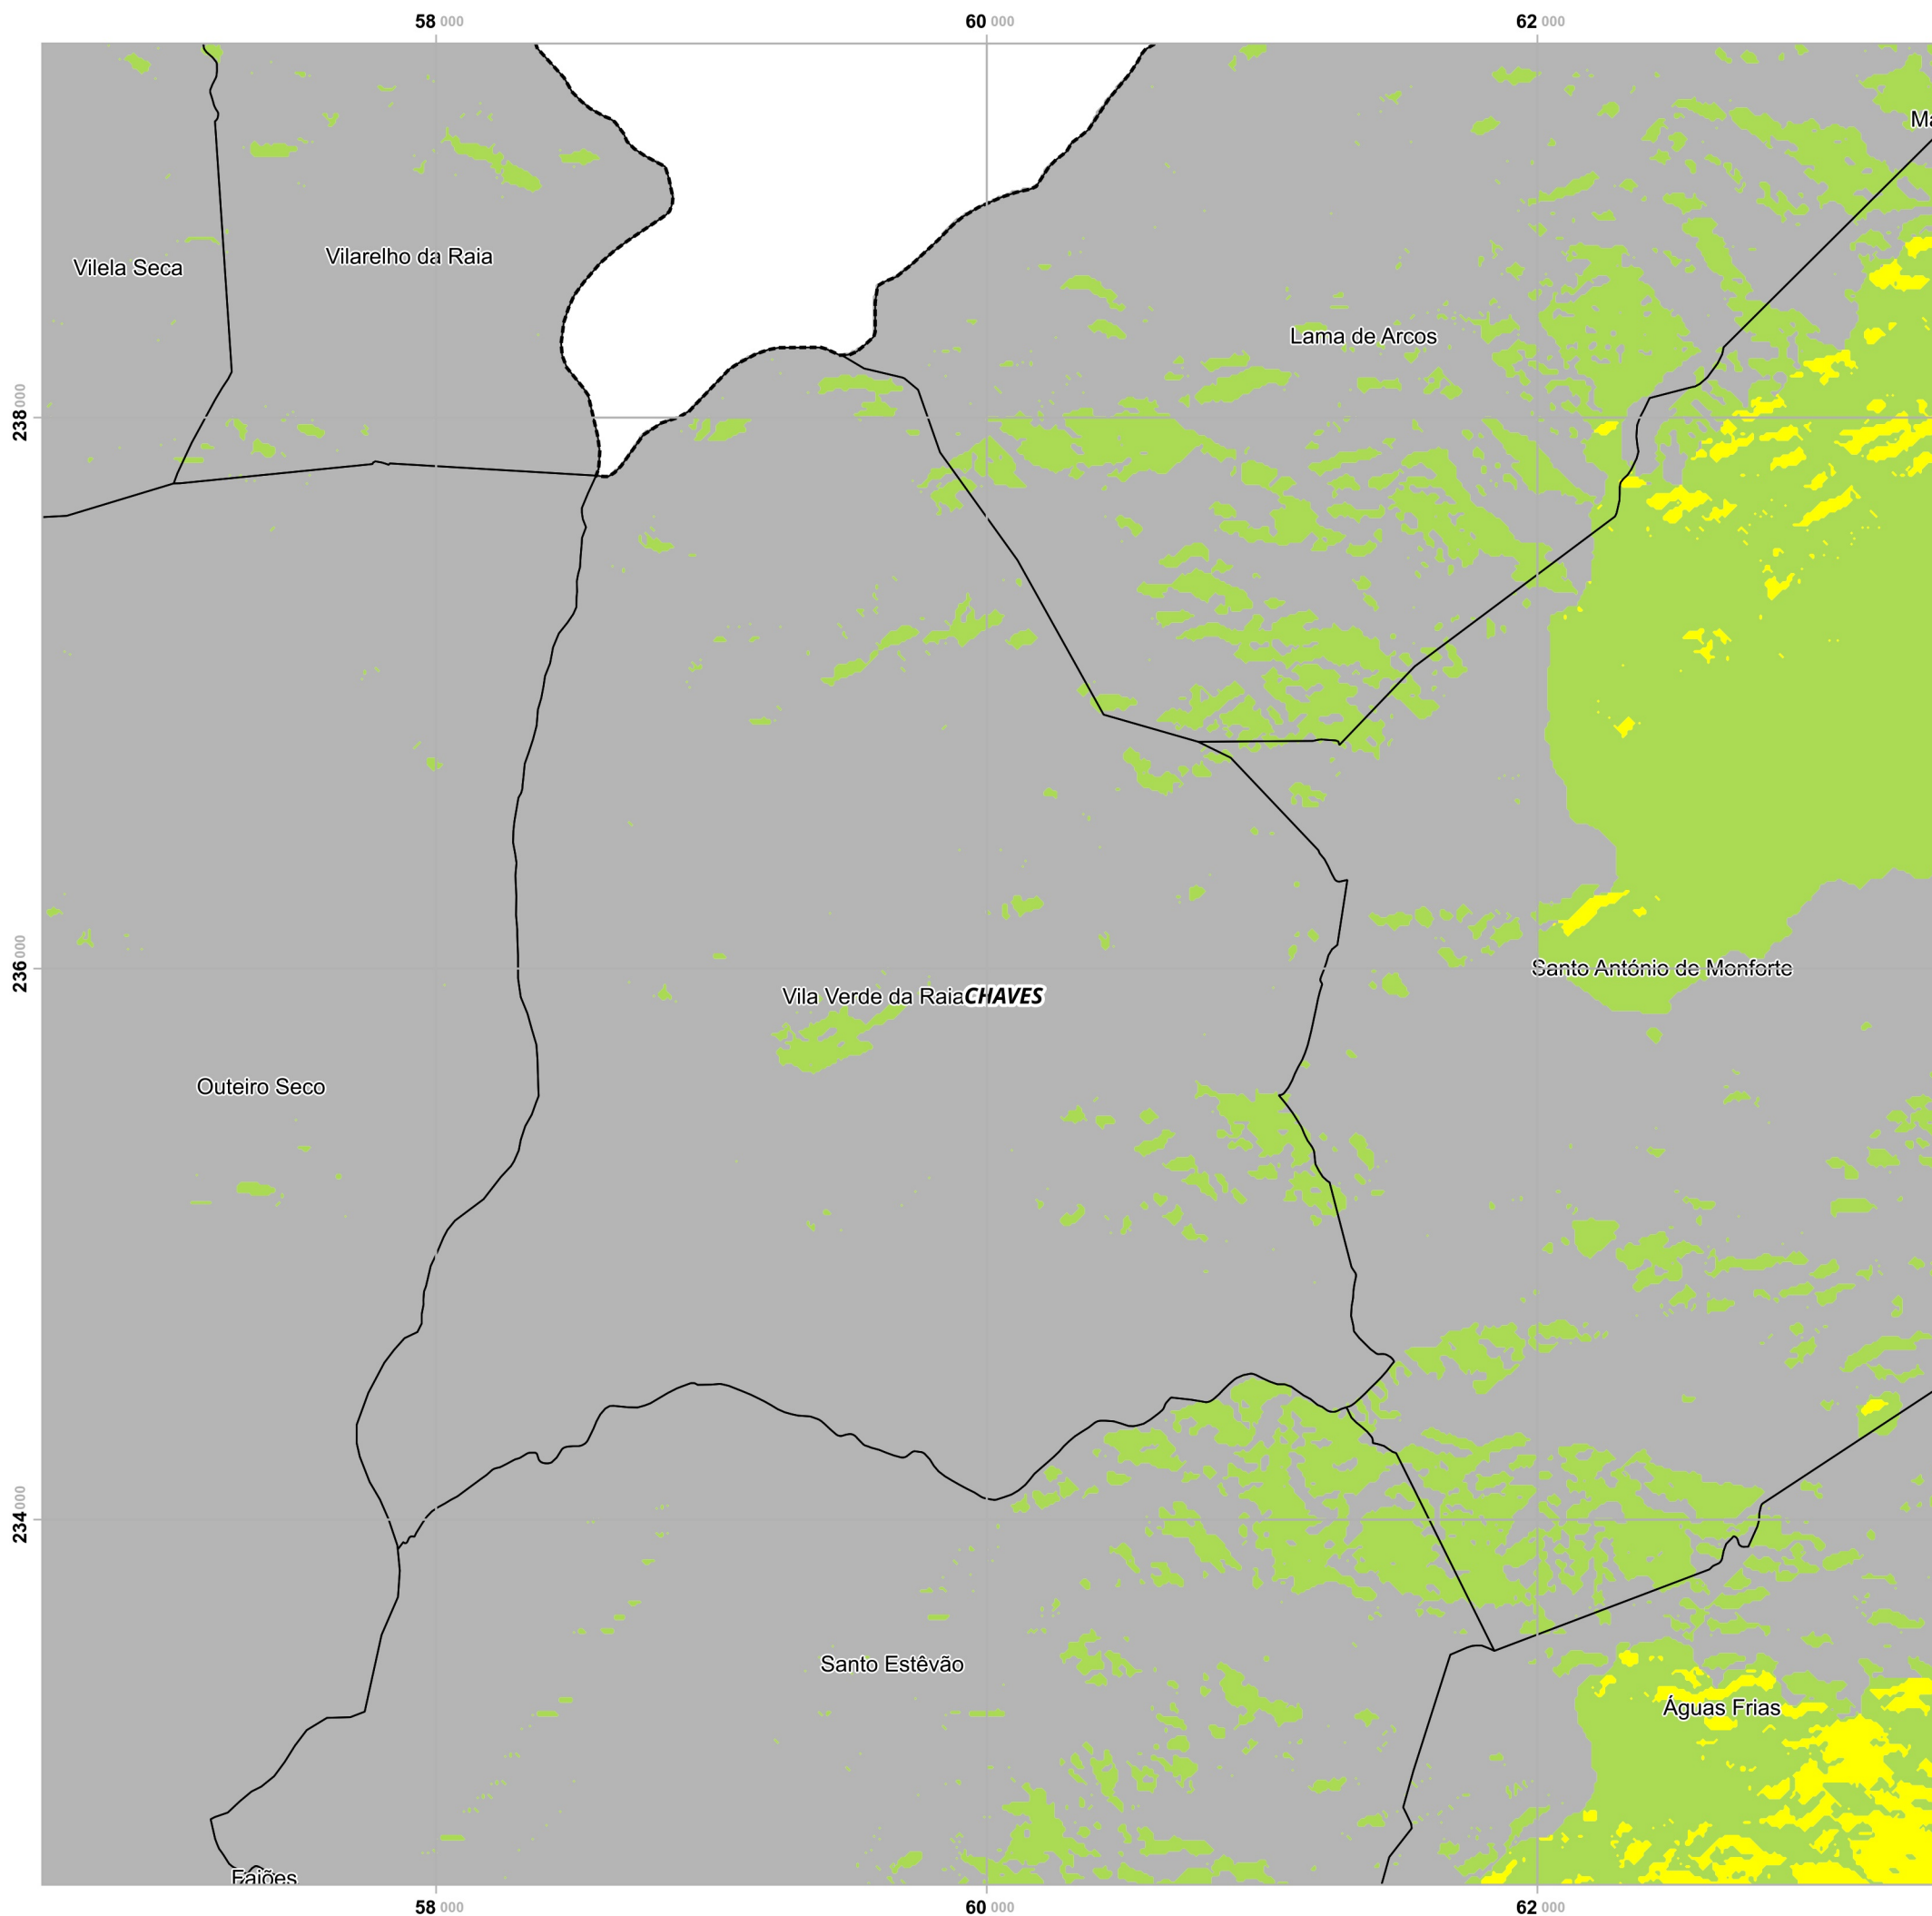 58 000 60 000 62 000
Ma
Vilarelho da Raia
Vilela Seca
Lama de Arcos
238 000
236 000
Santo António de Monforte
Vila Verde da Raia CHAVES
Outeiro Seco
234 000
Santo Estêvão
Águas Frias
Faiões
58 000 60 000 62 000